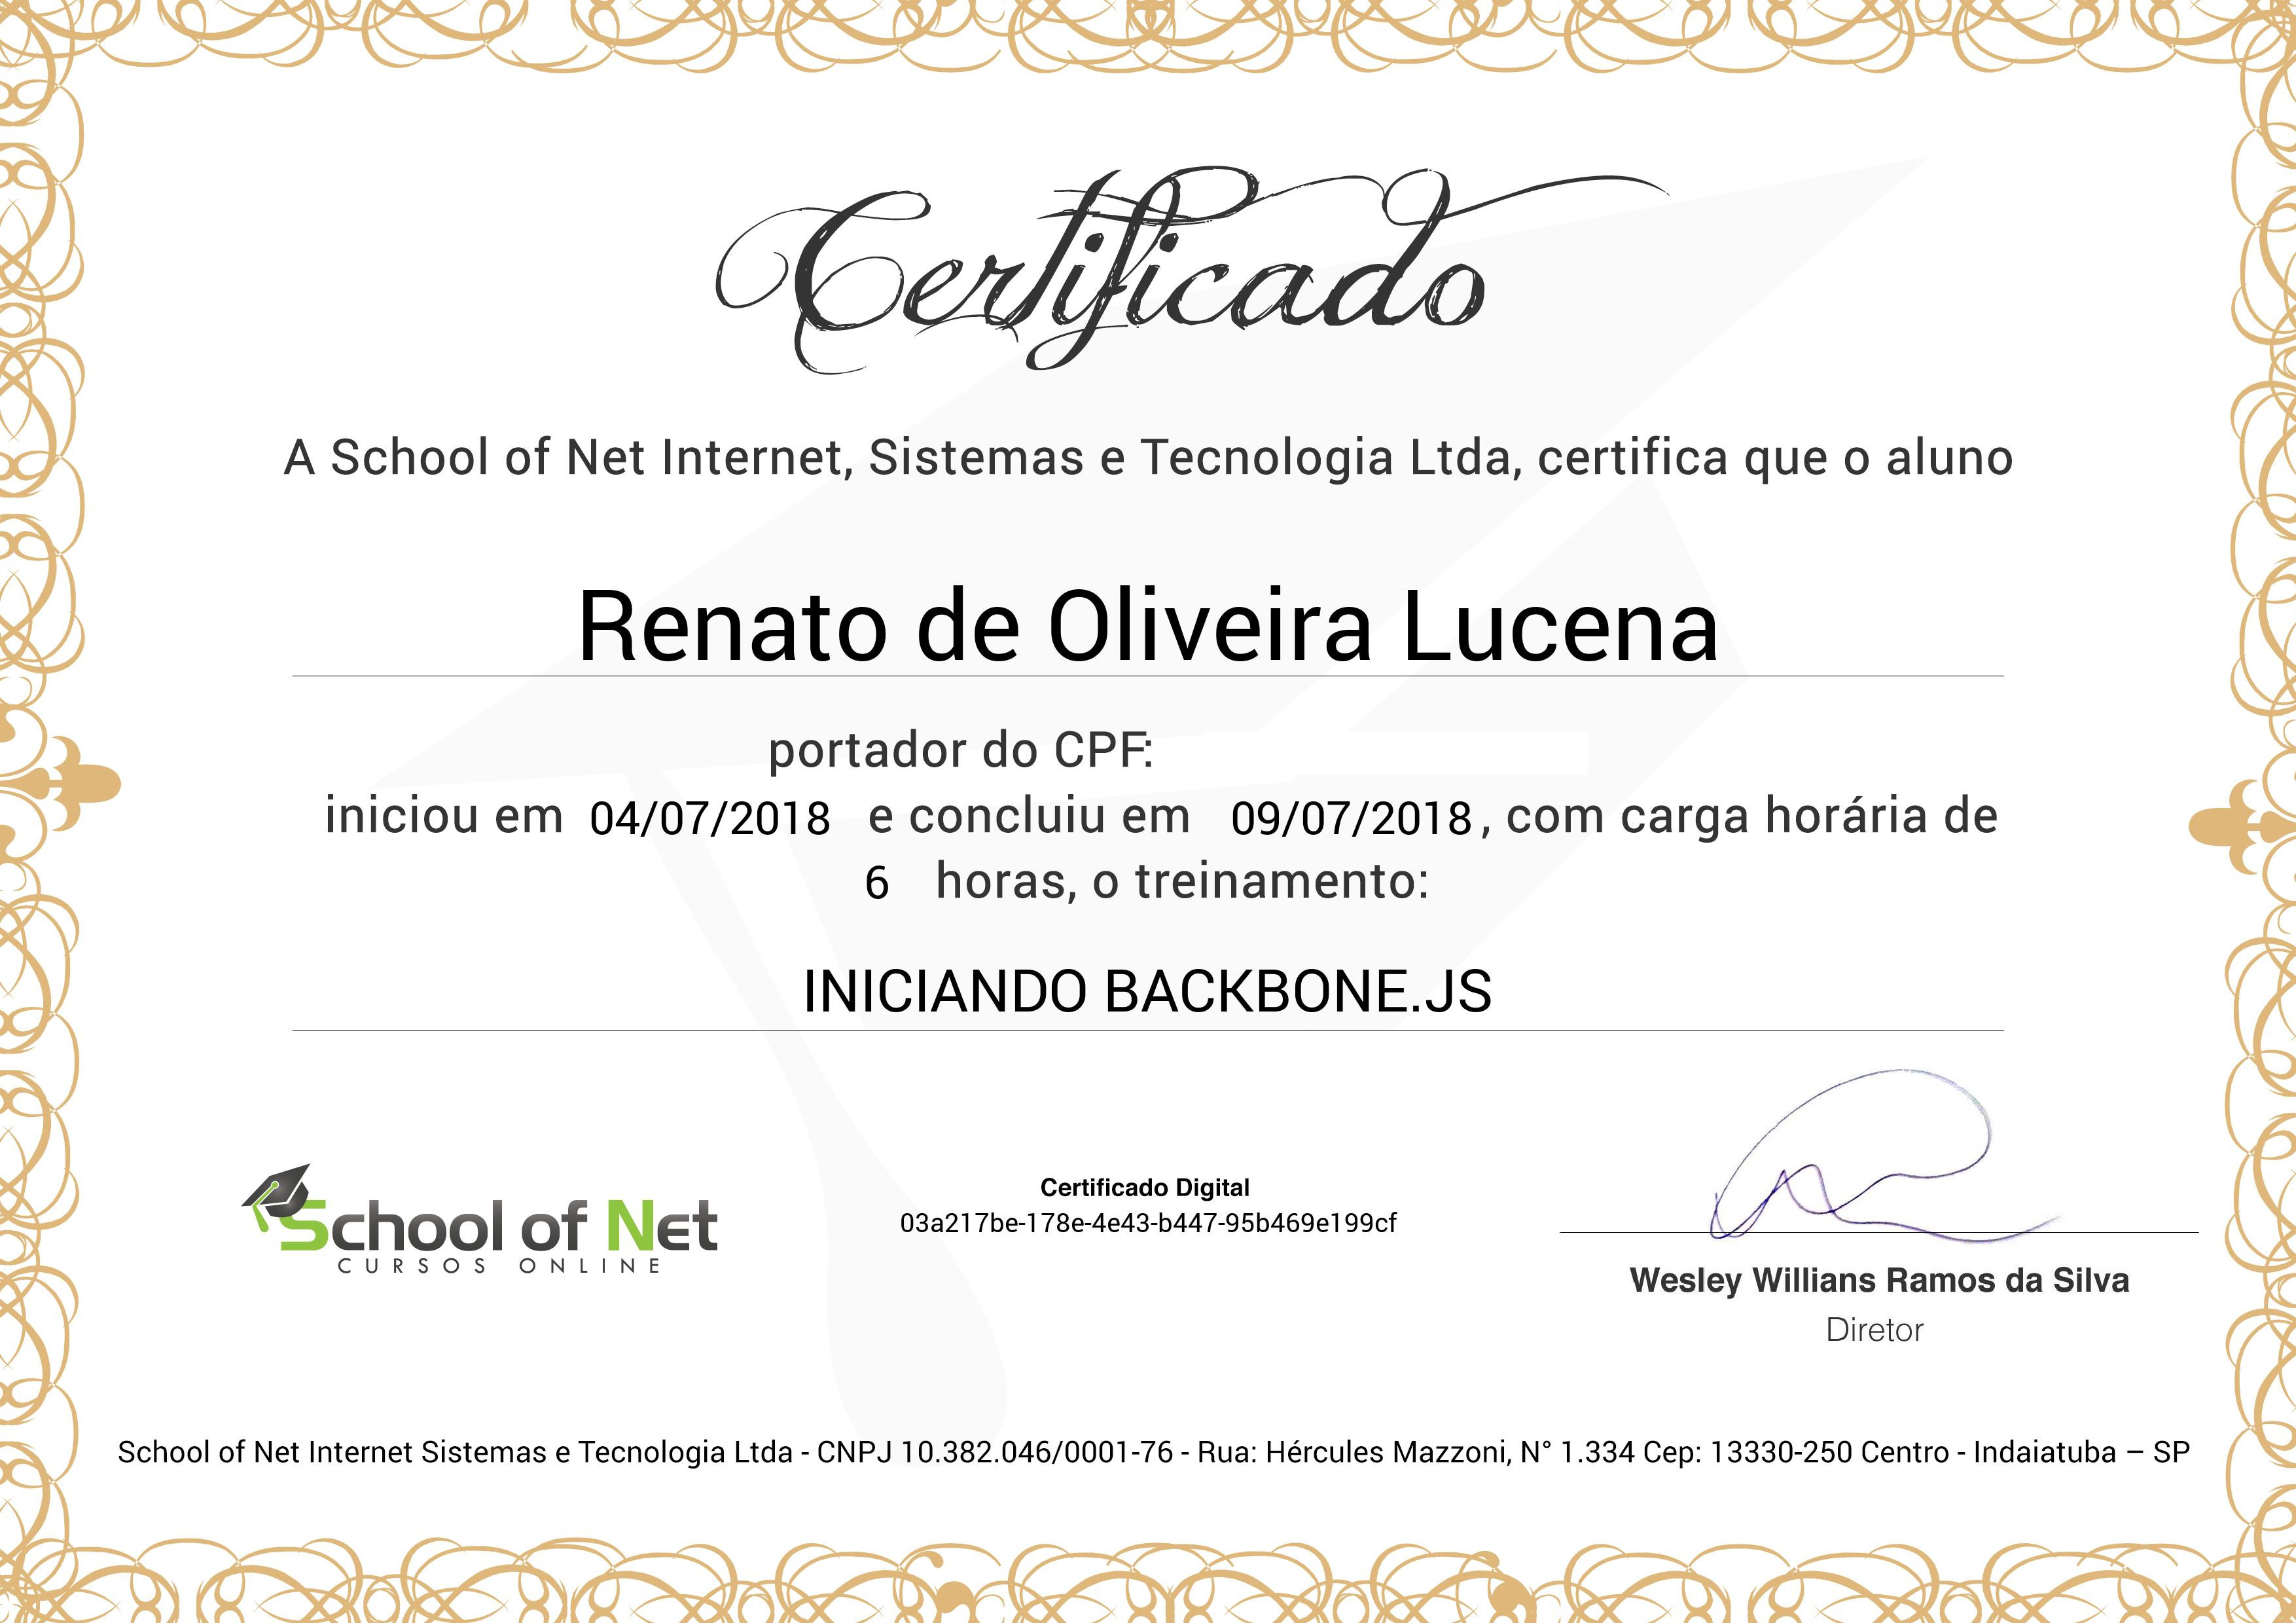 Certificado
A School of Net Internet, Sistemas e Tecnologia Ltda, certifica que o aluno
Renato de Oliveira Lucena
portador do CPF:
iniciou em 04/07/2018 e concluiu em 09/07/2018, com carga horária de
6 horas, o treinamento:
INICIANDO BACKBONE.JS
School of Net
CURSOS ONLINE
Certificado Digital
03a217be-178e-4e43-b447-95b469e199cf
Wesley Willians Ramos da Silva
Diretor
School of Net Internet Sistemas e Tecnologia Ltda - CNPJ 10.382.046/0001-76 - Rua: Hércules Mazzoni, N° 1.334 Cep: 13330-250 Centro - Indaiatuba – SP